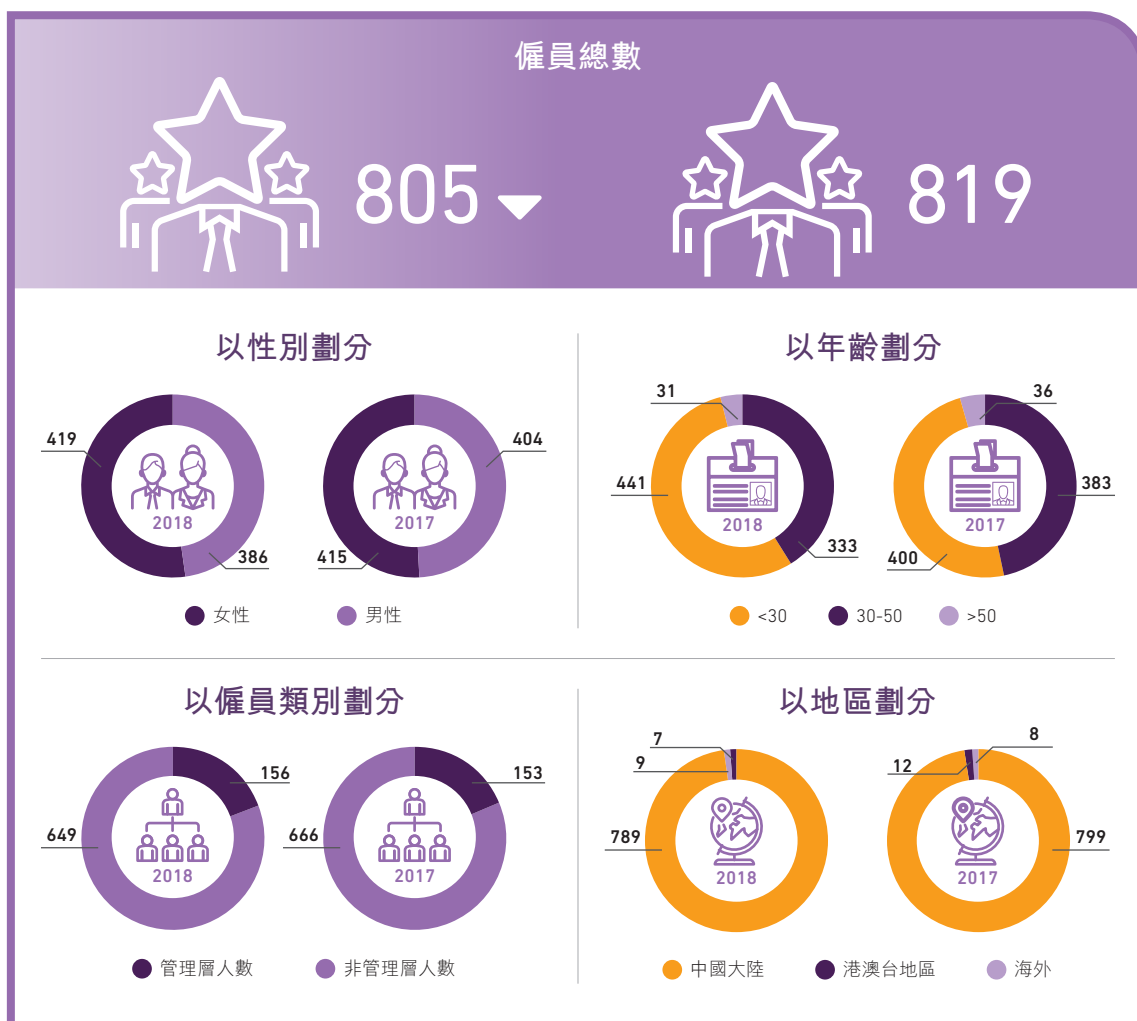 僱員總數
805
819
以性別劃分
419
2018
386
404
2017
415
女性
男性
以年齡劃分
31
441
2018
333
36
383
2017
400
<30
30-50
>50
以僱員類別劃分
156
649
2018
153
666
2017
管理層人數
非管理層人數
以地區劃分
7
9
789
2018
8
12
799
2017
中國大陸
港澳台地區
海外